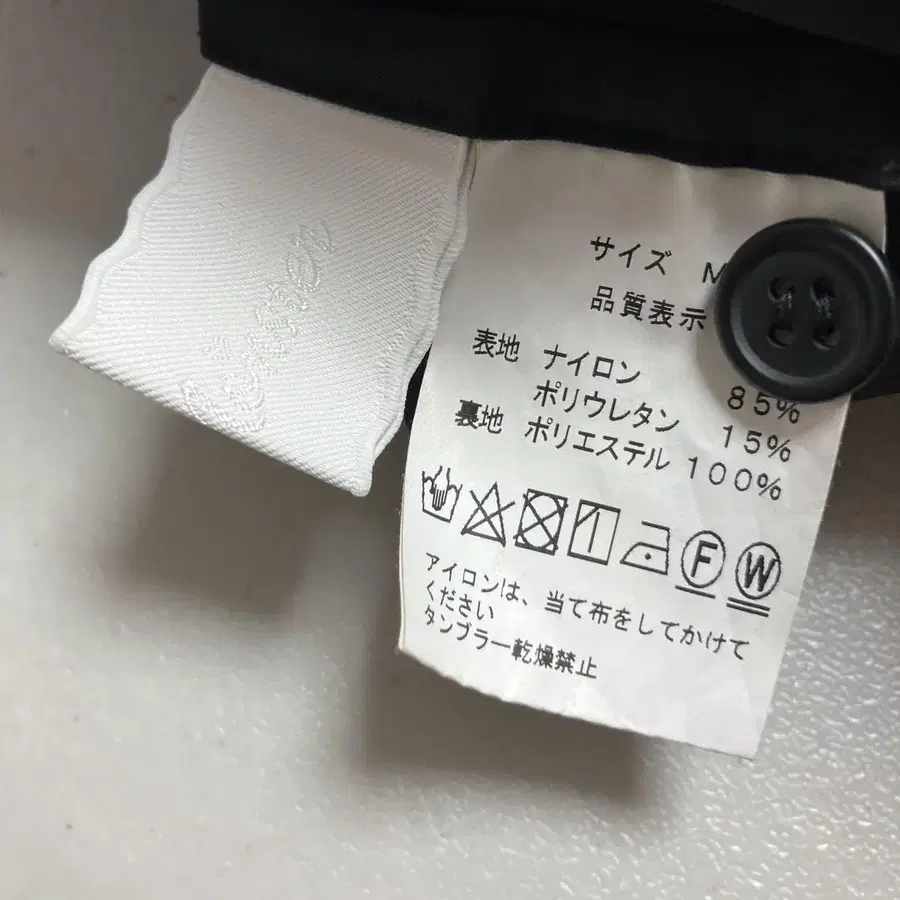 サイズ M
品質表示
表地 ナイロン 85%
ポリウレタン 15%
裏地 ポリエステル 100%
F W
アイロンは、当て布をしてかけて
ください
タンブラー乾燥禁止